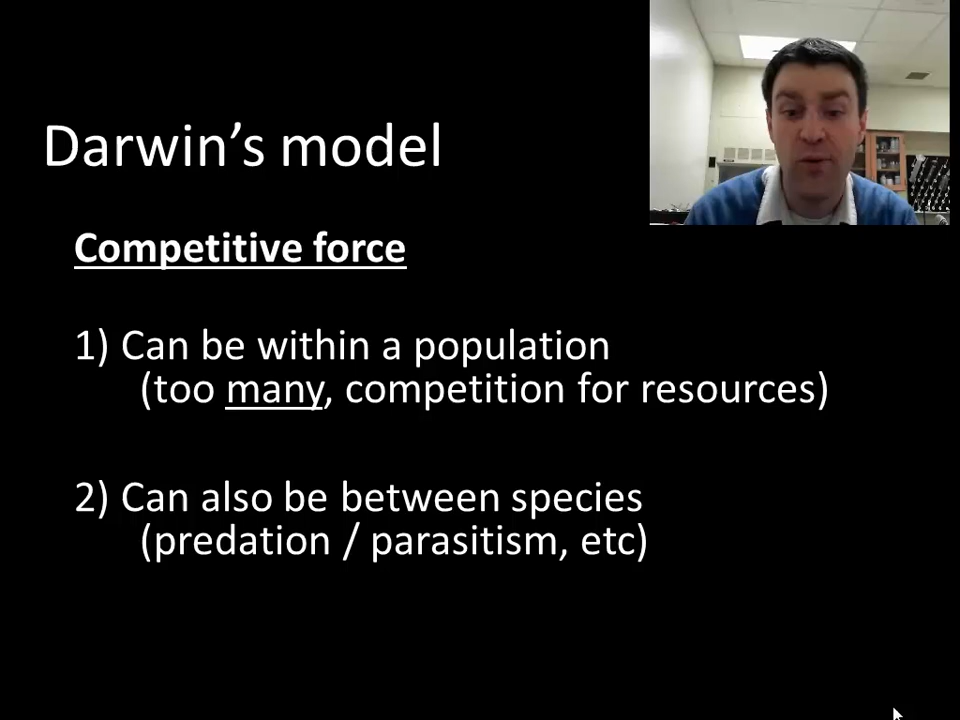 Darwin’s model
Competitive force
1) Can be within a population
(too many, competition for resources)
2) Can also be between species
(predation / parasitism, etc)